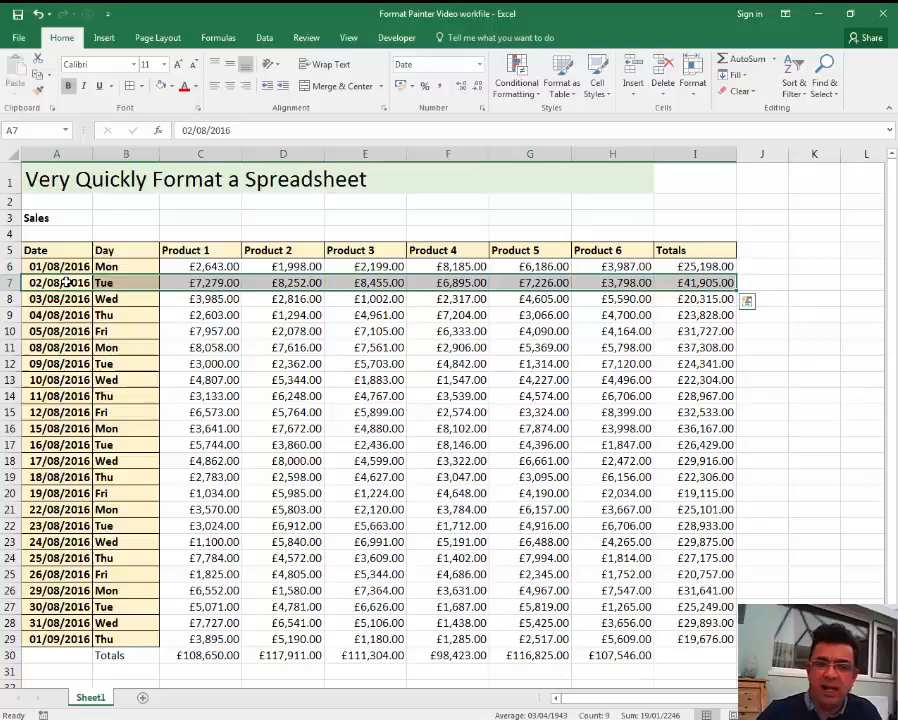 Format Painter Video workfile - Excel
Sign in
File Home Insert Page Layout Formulas Data Review View Developer Tell me what you want to do Share
Calibri 11 Wrap Text Date Conditional Format as Cell Insert Delete Format AutoSum Sort & Find &
Paste B I U Merge & Center % Formatting Table Styles Fill Filter Select
Clear
Clipboard Font Alignment Number Styles Cells Editing
A7 fx 02/08/2016
A B C D E F G H I J K L
1 Very Quickly Format a Spreadsheet
2
3 Sales
4
5 Date Day Product 1 Product 2 Product 3 Product 4 Product 5 Product 6 Totals
6 01/08/2016 Mon £2,643.00 £1,998.00 £2,199.00 £8,185.00 £6,186.00 £3,987.00 £25,198.00
7 02/08/2016 Tue £7,279.00 £8,252.00 £8,455.00 £6,895.00 £7,226.00 £3,798.00 £41,905.00
8 03/08/2016 Wed £3,985.00 £2,816.00 £1,002.00 £2,317.00 £4,605.00 £5,590.00 £20,315.00
9 04/08/2016 Thu £2,603.00 £1,294.00 £4,961.00 £7,204.00 £3,066.00 £4,700.00 £23,828.00
10 05/08/2016 Fri £7,957.00 £2,078.00 £7,105.00 £6,333.00 £4,090.00 £4,164.00 £31,727.00
11 08/08/2016 Mon £8,058.00 £7,616.00 £7,561.00 £2,906.00 £5,369.00 £5,798.00 £37,308.00
12 09/08/2016 Tue £3,000.00 £2,362.00 £5,703.00 £4,842.00 £1,314.00 £7,120.00 £24,341.00
13 10/08/2016 Wed £4,807.00 £5,344.00 £1,883.00 £1,547.00 £4,227.00 £4,496.00 £22,304.00
14 11/08/2016 Thu £3,133.00 £6,248.00 £4,767.00 £3,539.00 £4,574.00 £6,706.00 £28,967.00
15 12/08/2016 Fri £6,573.00 £5,764.00 £5,899.00 £2,574.00 £3,324.00 £8,399.00 £32,533.00
16 15/08/2016 Mon £3,641.00 £7,672.00 £4,880.00 £8,102.00 £7,874.00 £3,998.00 £36,167.00
17 16/08/2016 Tue £5,744.00 £3,860.00 £2,436.00 £8,146.00 £4,396.00 £1,847.00 £26,429.00
18 17/08/2016 Wed £4,862.00 £8,000.00 £4,599.00 £3,322.00 £6,661.00 £2,472.00 £29,916.00
19 18/08/2016 Thu £2,783.00 £2,598.00 £4,627.00 £3,047.00 £3,095.00 £6,156.00 £22,306.00
20 19/08/2016 Fri £1,034.00 £5,985.00 £1,224.00 £4,648.00 £4,190.00 £2,034.00 £19,115.00
21 22/08/2016 Mon £3,570.00 £5,803.00 £2,120.00 £3,784.00 £6,157.00 £3,667.00 £25,101.00
22 23/08/2016 Tue £3,024.00 £6,912.00 £5,663.00 £1,712.00 £4,916.00 £6,706.00 £28,933.00
23 24/08/2016 Wed £1,100.00 £5,840.00 £6,991.00 £5,191.00 £6,488.00 £4,265.00 £29,875.00
24 25/08/2016 Thu £7,784.00 £4,572.00 £3,609.00 £1,402.00 £7,994.00 £1,814.00 £27,175.00
25 26/08/2016 Fri £1,825.00 £4,805.00 £5,344.00 £4,686.00 £2,345.00 £1,752.00 £20,757.00
26 29/08/2016 Mon £6,552.00 £1,580.00 £7,364.00 £3,631.00 £4,967.00 £7,547.00 £31,641.00
27 30/08/2016 Tue £5,071.00 £4,781.00 £6,626.00 £1,687.00 £5,819.00 £1,265.00 £25,249.00
28 31/08/2016 Wed £7,727.00 £6,541.00 £5,106.00 £1,438.00 £5,425.00 £3,656.00 £29,893.00
29 01/09/2016 Thu £3,895.00 £5,190.00 £1,180.00 £1,285.00 £2,517.00 £5,609.00 £19,676.00
30 Totals £108,650.00 £117,911.00 £111,304.00 £98,423.00 £116,825.00 £107,546.00
31
Sheet1
Ready Average: 03/04/1943 Count: 9 Sum: 19/01/2246